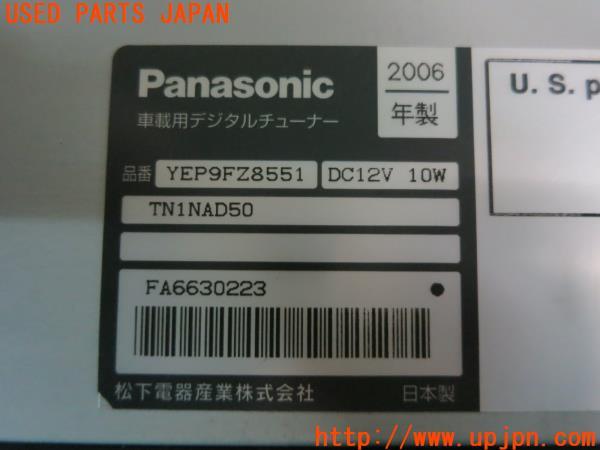 USED PARTS JAPAN
Panasonic
2006
年製
車載用デジタルチューナー
U. S. p
品番 YEP9FZ8551 DC12V 10W
TN1NAD50
FA6630223
松下電器産業株式会社 日本製
http://www.upjpn.com